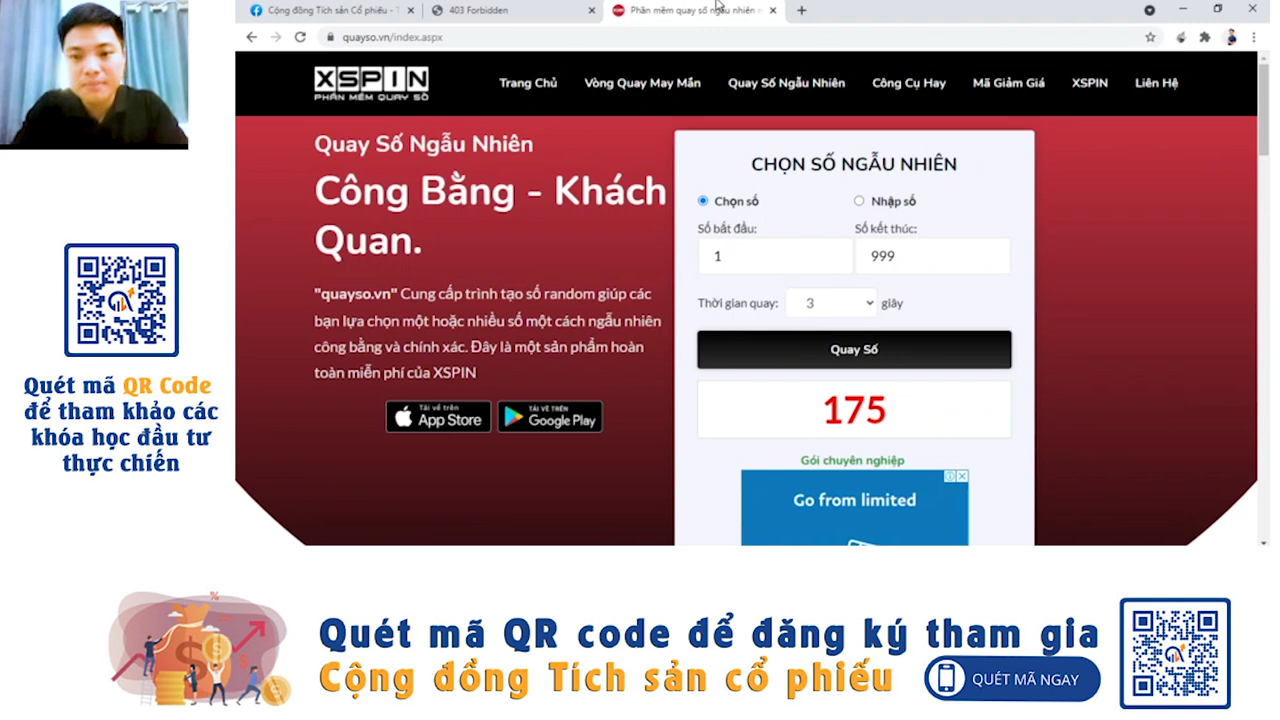 Cộng đồng Tích sản Cổ phiếu - T
403 Forbidden
Phần mềm quay số ngẫu nhiên
quayso.vn/index.aspx
XSPIN
PHẦN MỀM QUAY SỐ
Trang Chủ
Vòng Quay May Mắn
Quay Số Ngẫu Nhiên
Công Cụ Hay
Mã Giảm Giá
XSPIN
Liên Hệ
Quay Số Ngẫu Nhiên
Công Bằng - Khách
Quan.
"quayso.vn" Cung cấp trình tạo số random giúp các
bạn lựa chọn một hoặc nhiều số một cách ngẫu nhiên
công bằng và chính xác. Đây là một sản phẩm hoàn
toàn miễn phí của XSPIN
Tải về trên
App Store
TẢI VỀ TRÊN
Google Play
CHỌN SỐ NGẪU NHIÊN
Chọn số
Nhập số
Số bắt đầu:
Số kết thúc:
1
999
Thời gian quay:
3
giây
Quay Số
175
Gói chuyên nghiệp
Go from limited
Quét mã QR Code
để tham khảo các
khóa học đầu tư
thực chiến
Quét mã QR code để đăng ký tham gia
Cộng đồng Tích sản cổ phiếu
QUÉT MÃ NGAY